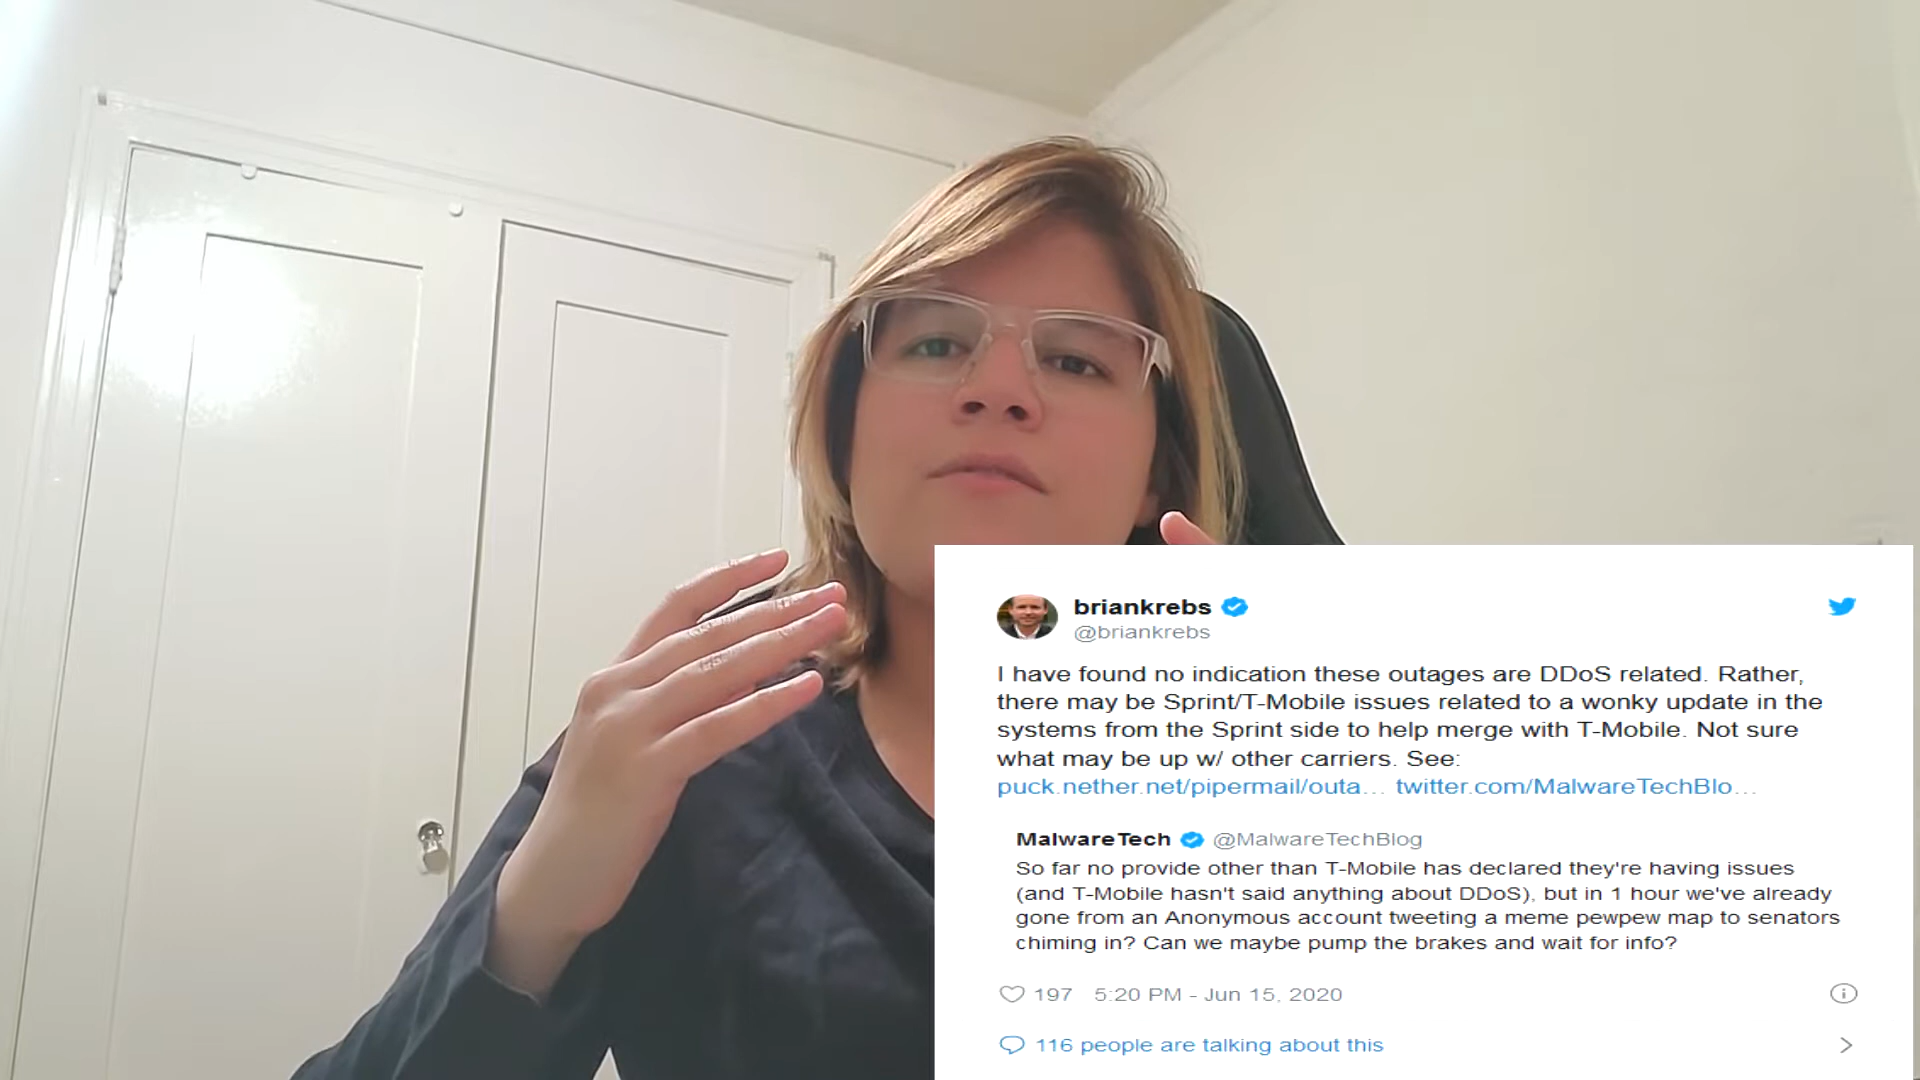 briankrebs
@briankrebs
I have found no indication these outages are DDoS related. Rather,
there may be Sprint/T-Mobile issues related to a wonky update in the
systems from the Sprint side to help merge with T-Mobile. Not sure
what may be up w/ other carriers. See:
puck.nether.net/pipermail/outa… twitter.com/MalwareTechBlo…
MalwareTech @MalwareTechBlog
So far no provide other than T-Mobile has declared they're having issues
(and T-Mobile hasn't said anything about DDoS), but in 1 hour we've already
gone from an Anonymous account tweeting a meme pewpew map to senators
chiming in? Can we maybe pump the brakes and wait for info?
197 5:20 PM - Jun 15, 2020
116 people are talking about this